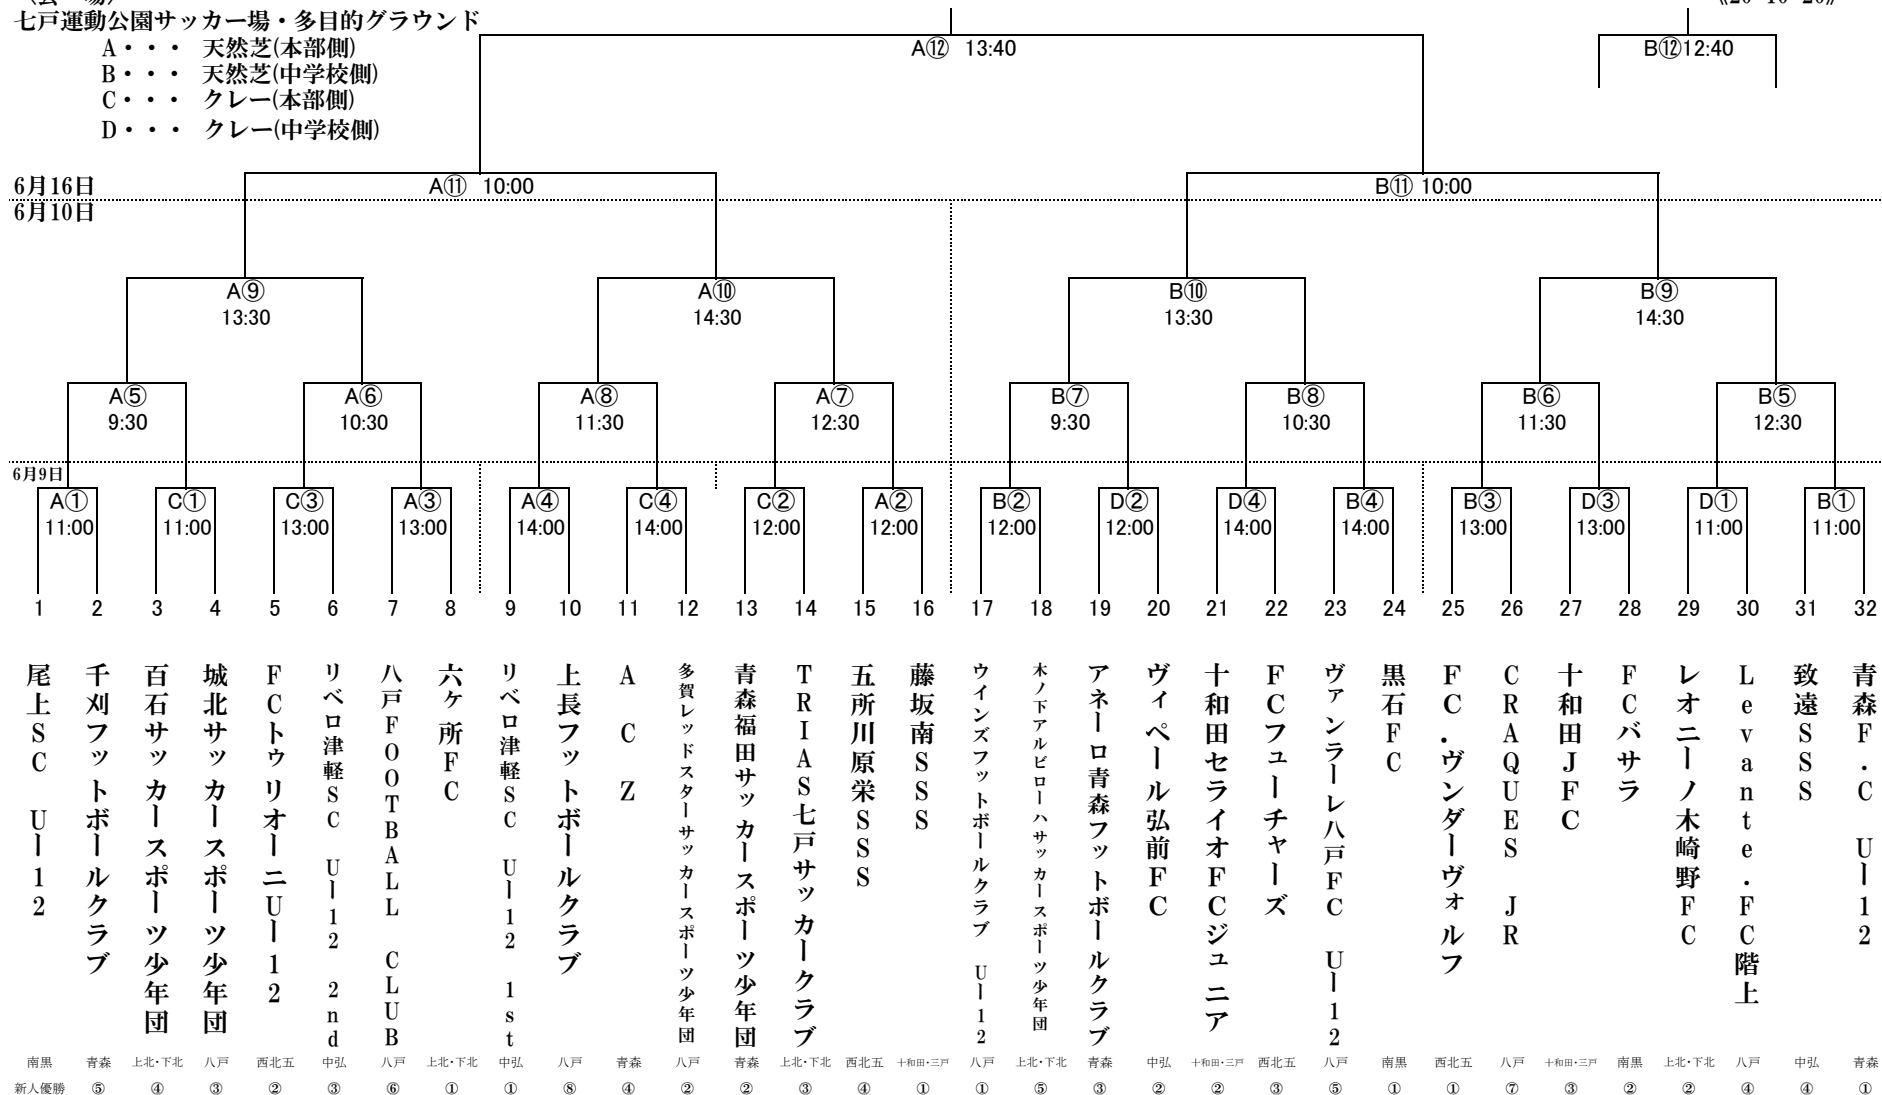 七戸運動公園サッカー場・多目的グラウンド
A・・・ 天然芝(本部側)
B・・・ 天然芝(中学校側)
C・・・ クレー(本部側)
D・・・ クレー(中学校側)
A⑫ 13:40
B⑫12:40
6月16日
A⑪ 10:00
B⑪ 10:00
6月10日
A⑨ A⑩ B⑩ B⑨
13:30 14:30 13:30 14:30
A⑤ A⑥ A⑧ A⑦ B⑦ B⑧ B⑥ B⑤
9:30 10:30 11:30 12:30 9:30 10:30 11:30 12:30
6月9日
A① C① C③ A③ A④ C④ C② A② B② D② D④ B④ B③ D③ D① B①
11:00 11:00 13:00 13:00 14:00 14:00 12:00 12:00 12:00 12:00 14:00 14:00 13:00 13:00 11:00 11:00
1 2 3 4 5 6 7 8 9 10 11 12 13 14 15 16 17 18 19 20 21 22 23 24 25 26 27 28 29 30 31 32
尾上SC U-12
千刈フットボールクラブ
百石サッカースポーツ少年団
城北サッカースポーツ少年団
FCトゥリオーニU-12
リベロ津軽SC U-12 2nd
八戸FOOTBALL CLUB
六ヶ所FC
リベロ津軽SC U-12 1st
上長フットボールクラブ
A C Z
多賀レッドスターサッカースポーツ少年団
青森福田サッカースポーツ少年団
TRIAS七戸サッカークラブ
五所川原栄SSS
藤坂南SSS
ウインズフットボールクラブ U-12
木ノ下アルビローハサッカースポーツ少年団
アネーロ青森フットボールクラブ
ヴィペール弘前FC
十和田セライオFCジュニア
FCフューチャーズ
ヴァンラーレ八戸FC U-12
黒石FC
FC.ヴンダーヴォルフ
CRAQUES JR
十和田JFC
FCバサラ
レオニーノ木崎野FC
Levante.FC階上
致遠SSS
青森F.C U-12
南黒 青森 上北・下北 八戸 西北五 中弘 八戸 上北・下北 中弘 八戸 青森 八戸 青森 上北・下北 西北五 十和田・三戸 八戸 上北・下北 青森 中弘 十和田・三戸 西北五 八戸 南黒 西北五 八戸 十和田・三戸 南黒 上北・下北 八戸 中弘 青森
新人優勝 ⑤ ④ ③ ② ③ ⑥ ① ① ⑧ ④ ② ② ③ ④ ① ① ⑤ ③ ② ② ③ ⑤ ① ① ⑦ ③ ② ② ④ ④ ①